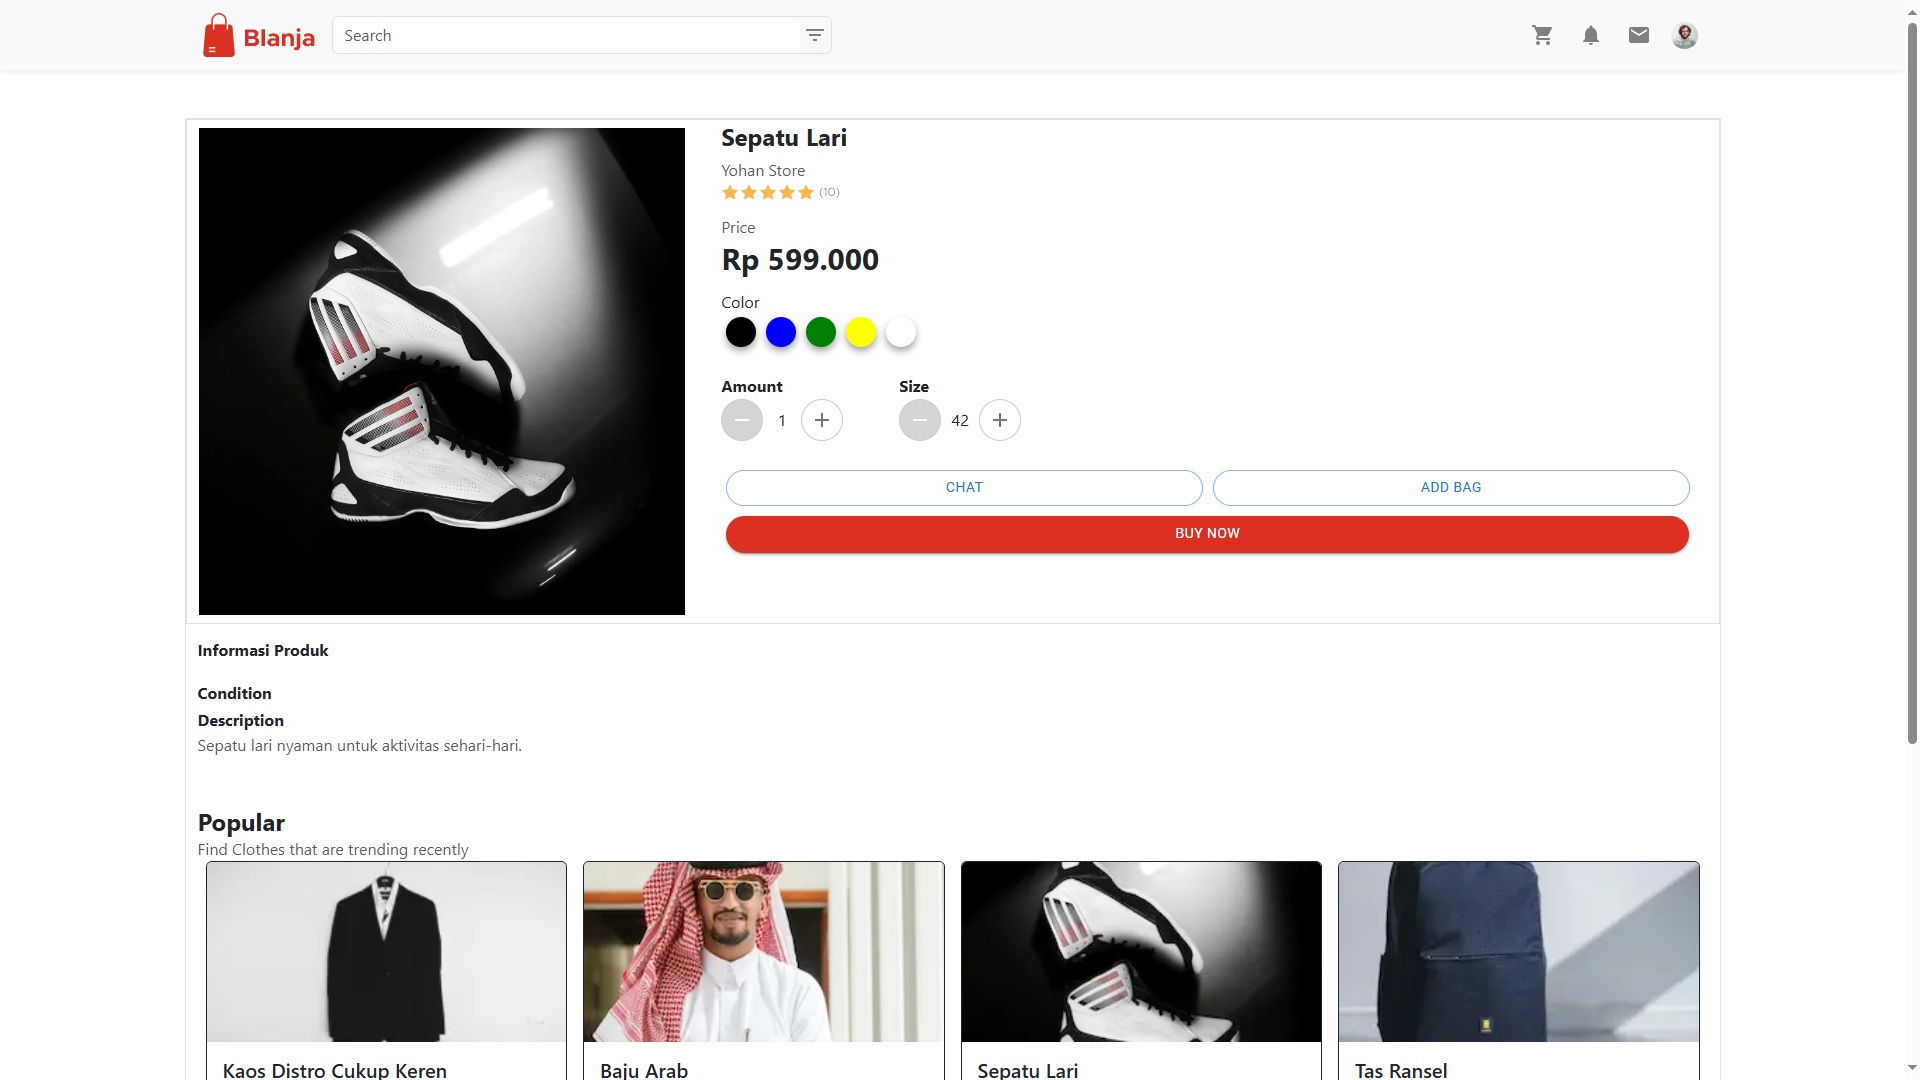 Blanja
Search
Sepatu Lari
Yohan Store
(10)
Price
Rp 599.000
Color
Amount
Size
1
42
CHAT
ADD BAG
BUY NOW
Informasi Produk
Condition
Description
Sepatu lari nyaman untuk aktivitas sehari-hari.
Popular
Find Clothes that are trending recently
Kaos Distro Cukup Keren
Baju Arab
Sepatu Lari
Tas Ransel